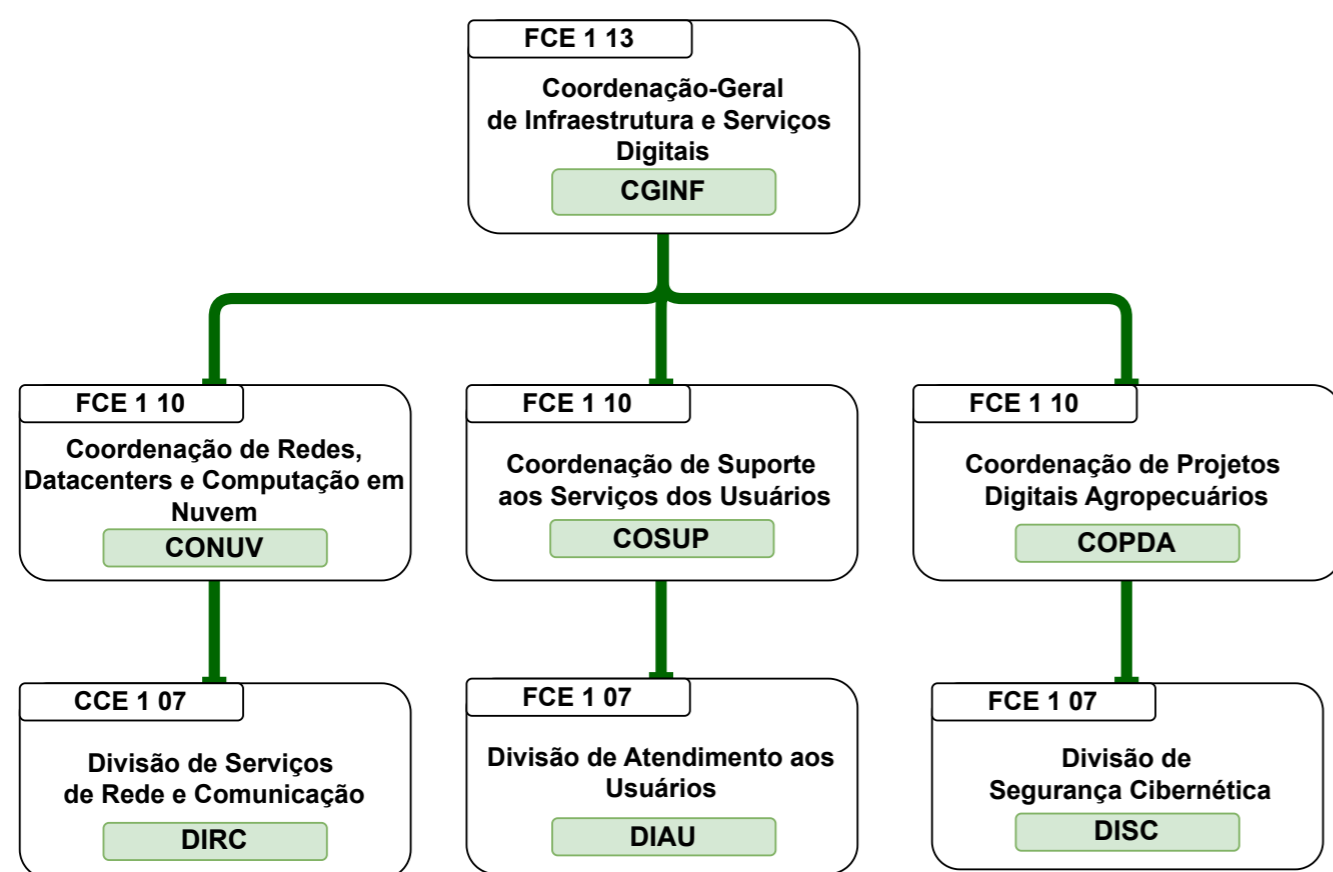 FCE 1 13
Coordenação-Geral
de Infraestrutura e Serviços
Digitais
CGINF
FCE 1 10
Coordenação de Redes,
Datacenters e Computação em
Nuvem
CONUV
FCE 1 10
Coordenação de Suporte
aos Serviços dos Usuários
COSUP
FCE 1 10
Coordenação de Projetos
Digitais Agropecuários
COPDA
CCE 1 07
Divisão de Serviços
de Rede e Comunicação
DIRC
FCE 1 07
Divisão de Atendimento aos
Usuários
DIAU
FCE 1 07
Divisão de
Segurança Cibernética
DISC